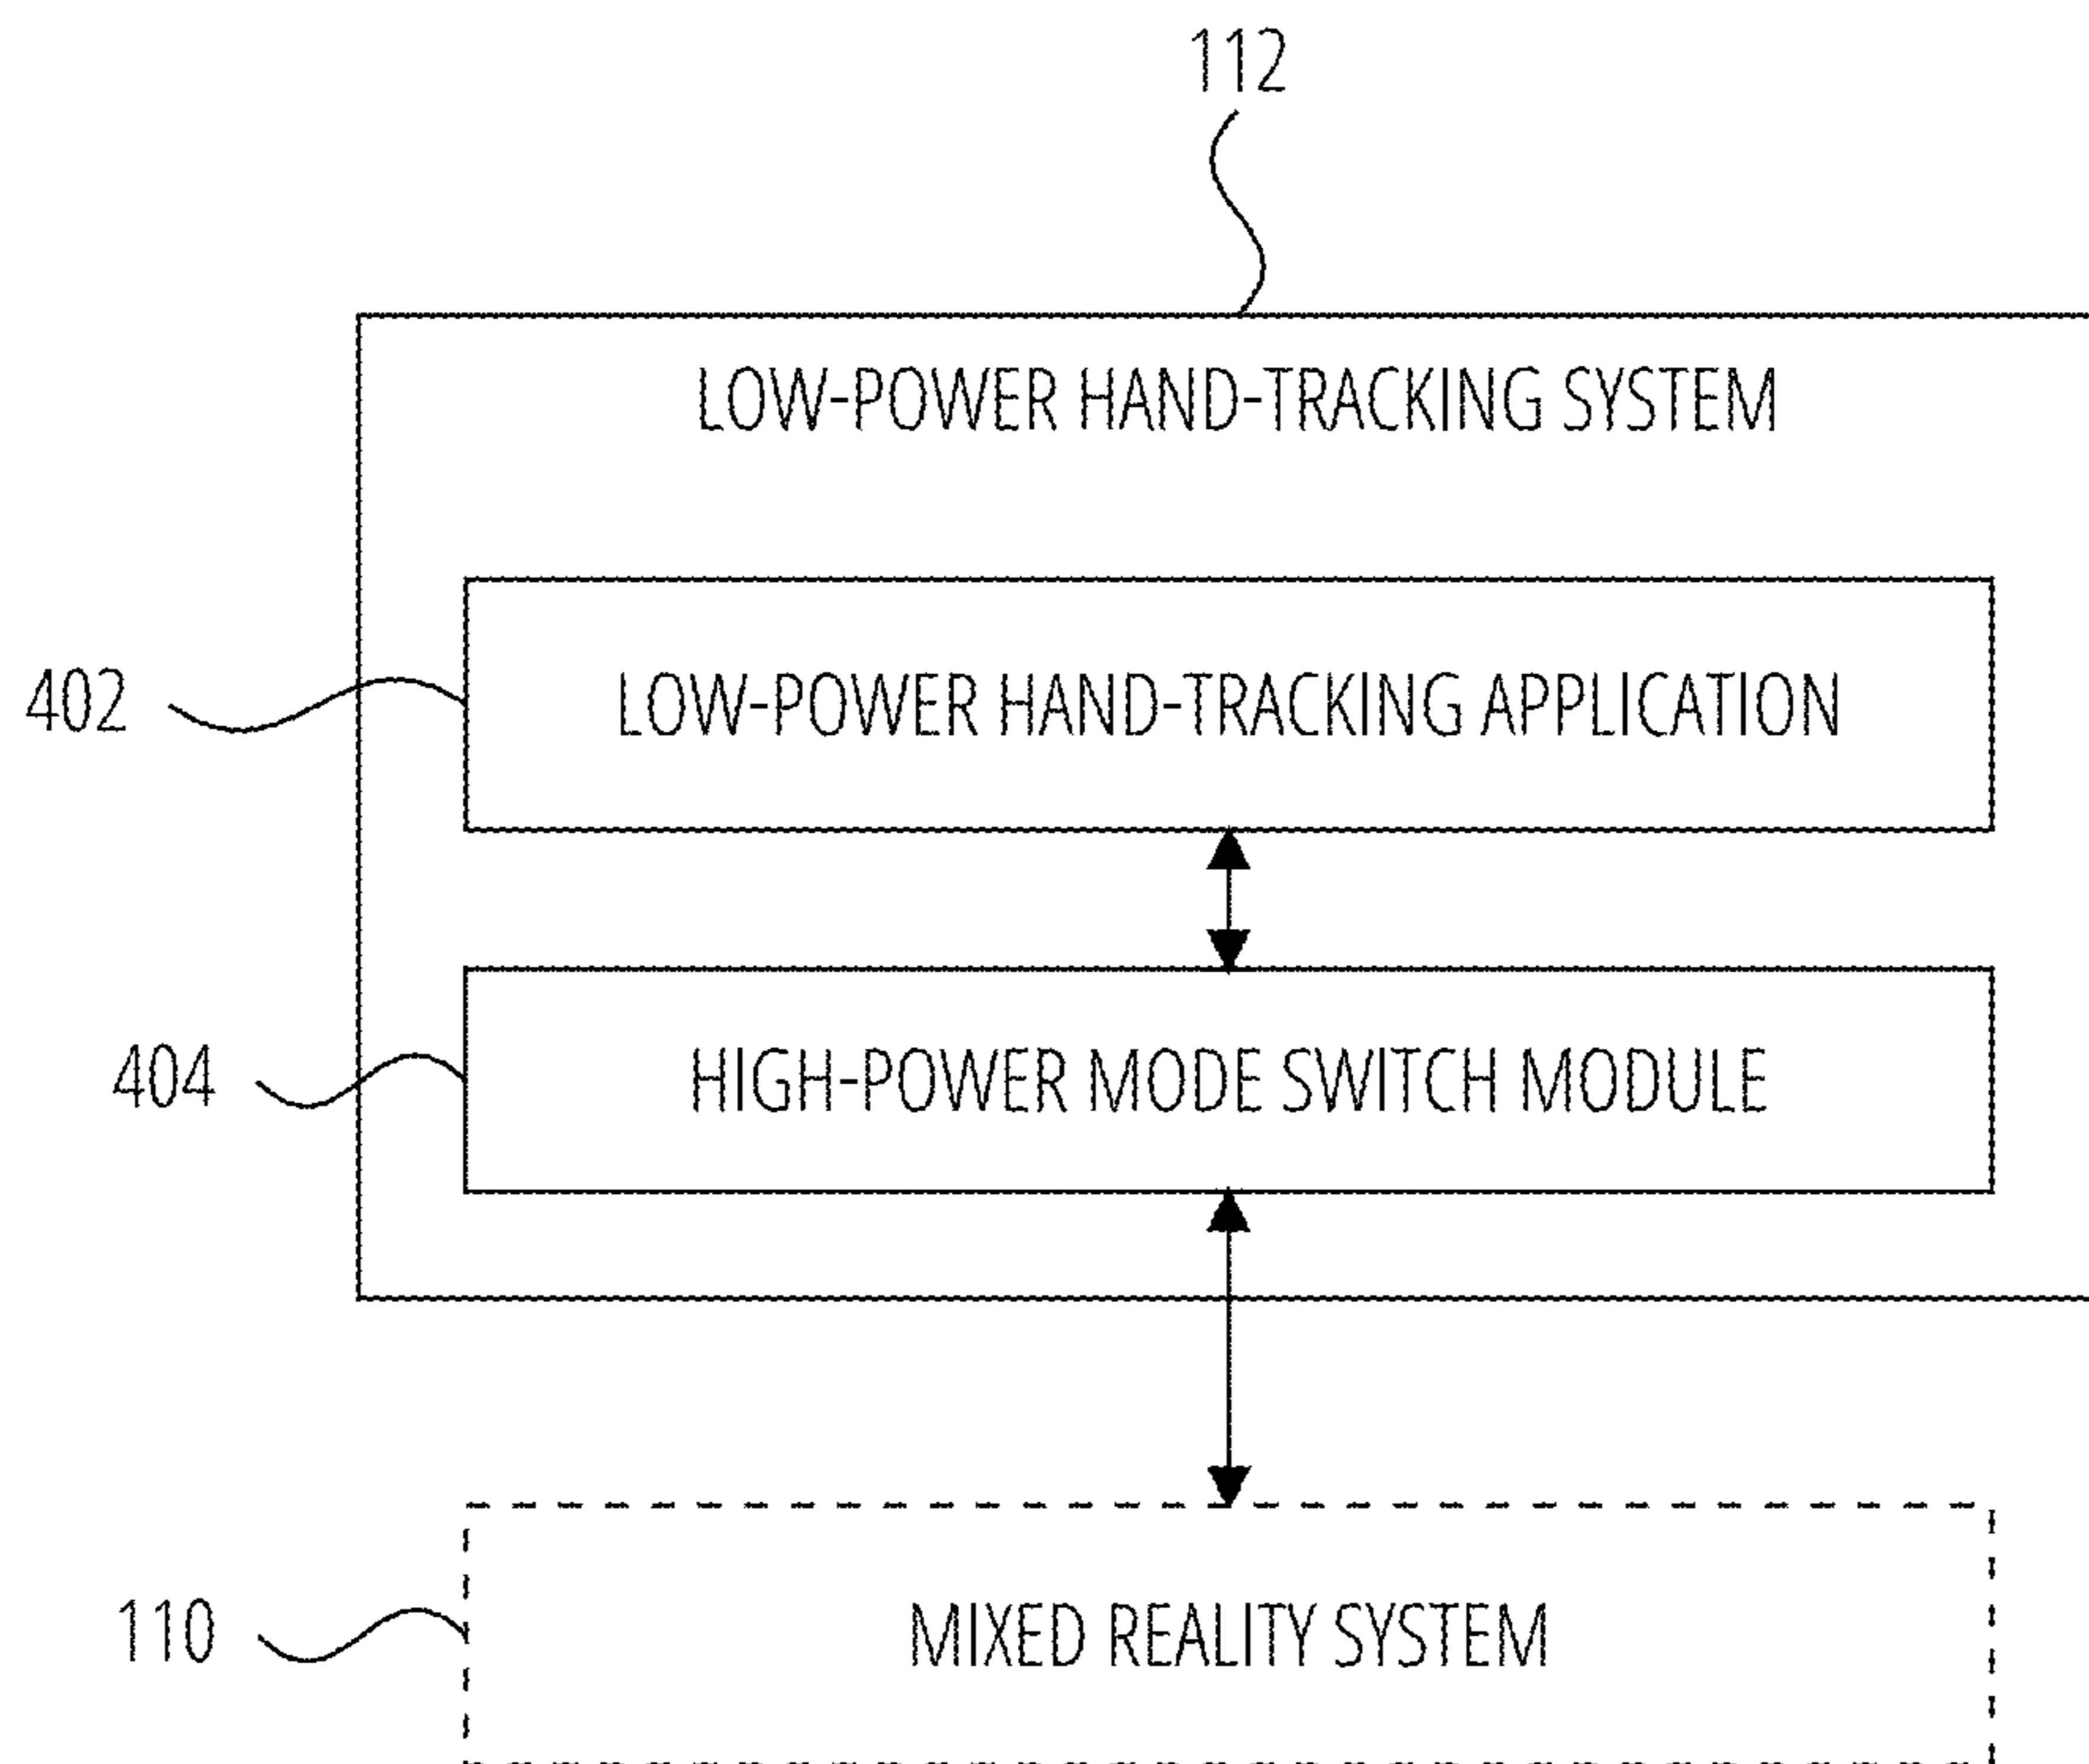 112
LOW-POWER HAND-TRACKING SYSTEM
402
LOW-POWER HAND-TRACKING APPLICATION
404
HIGH-POWER MODE SWITCH MODULE
110
MIXED REALITY SYSTEM